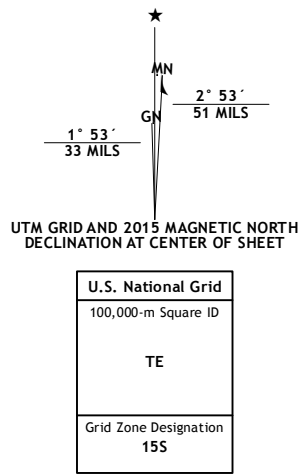 MN
GN
2° 53´
51 MILS
1° 53´
33 MILS
UTM GRID AND 2015 MAGNETIC NORTH
DECLINATION AT CENTER OF SHEET
U.S. National Grid
100,000-m Square ID
TE
Grid Zone Designation
15S